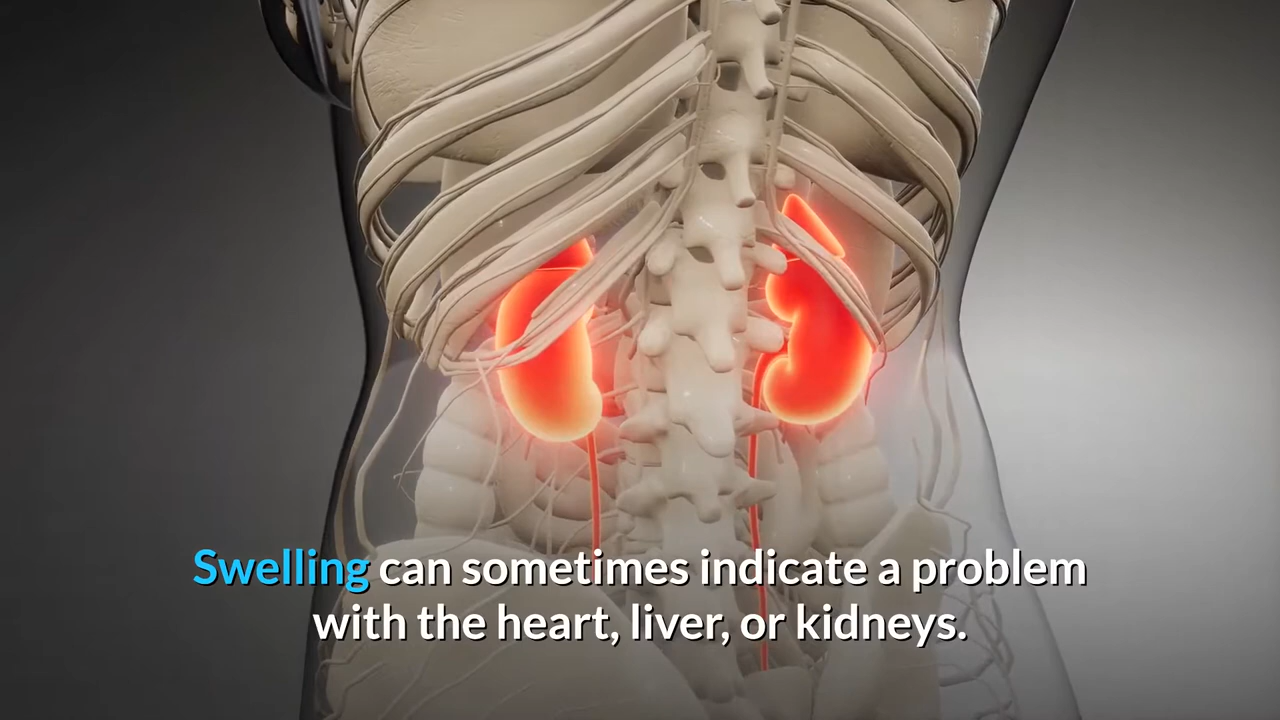 Swelling can sometimes indicate a problem
with the heart, liver, or kidneys.